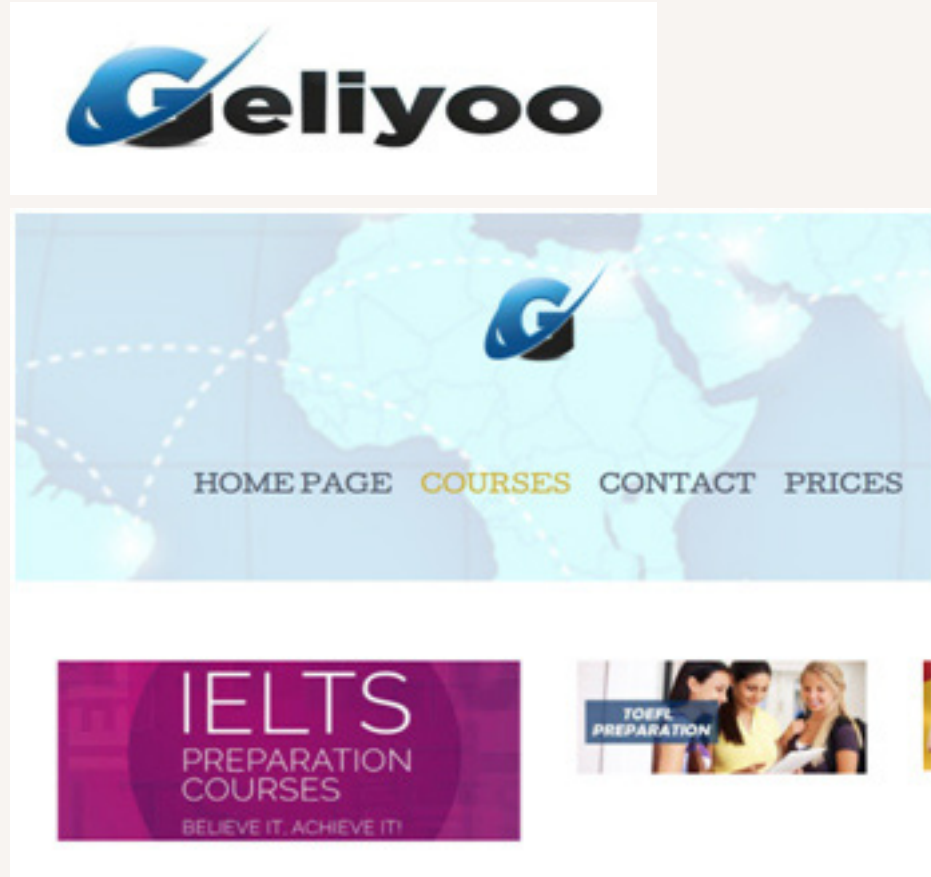 Geliyoo
G
HOME PAGE COURSES CONTACT PRICES
IELTS
PREPARATION
COURSES
BELIEVE IT, ACHIEVE IT!
TOEFL
PREPARATION